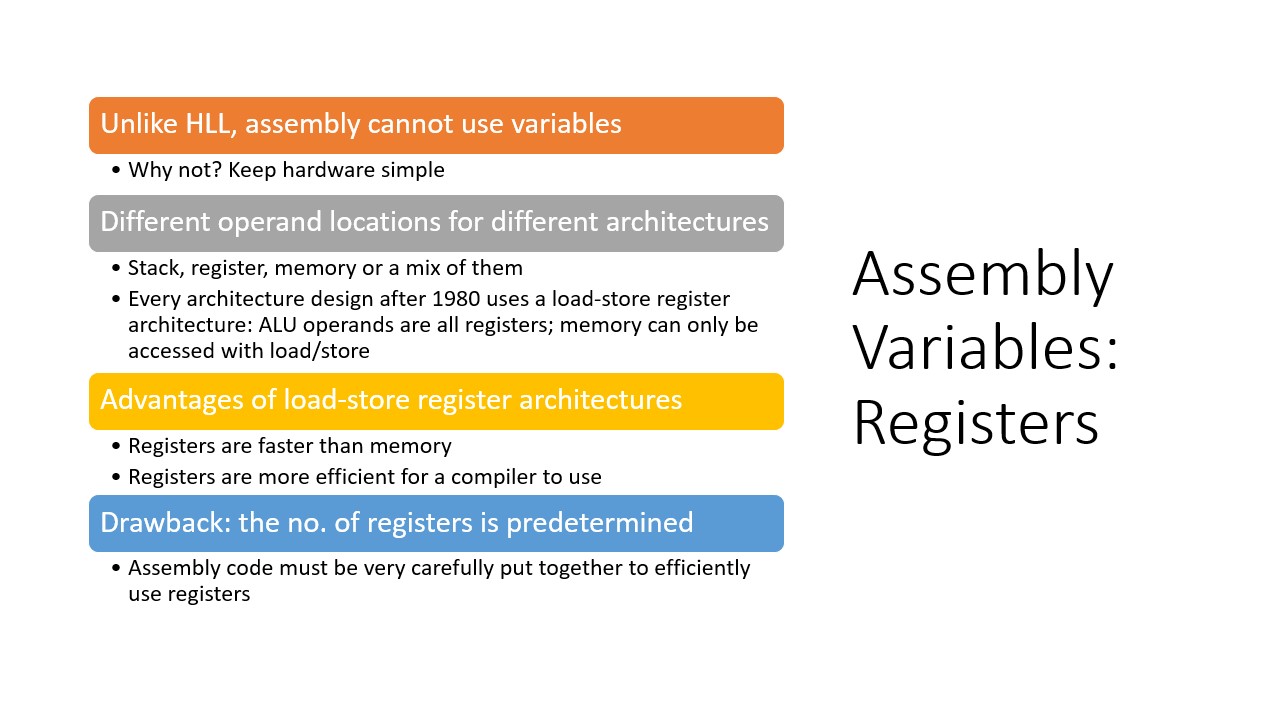 Unlike HLL, assembly cannot use variables
• Why not? Keep hardware simple
Different operand locations for different architectures
• Stack, register, memory or a mix of them
• Every architecture design after 1980 uses a load-store register
architecture: ALU operands are all registers; memory can only be
accessed with load/store
Advantages of load-store register architectures
• Registers are faster than memory
• Registers are more efficient for a compiler to use
Drawback: the no. of registers is predetermined
• Assembly code must be very carefully put together to efficiently
use registers
Assembly
Variables:
Registers